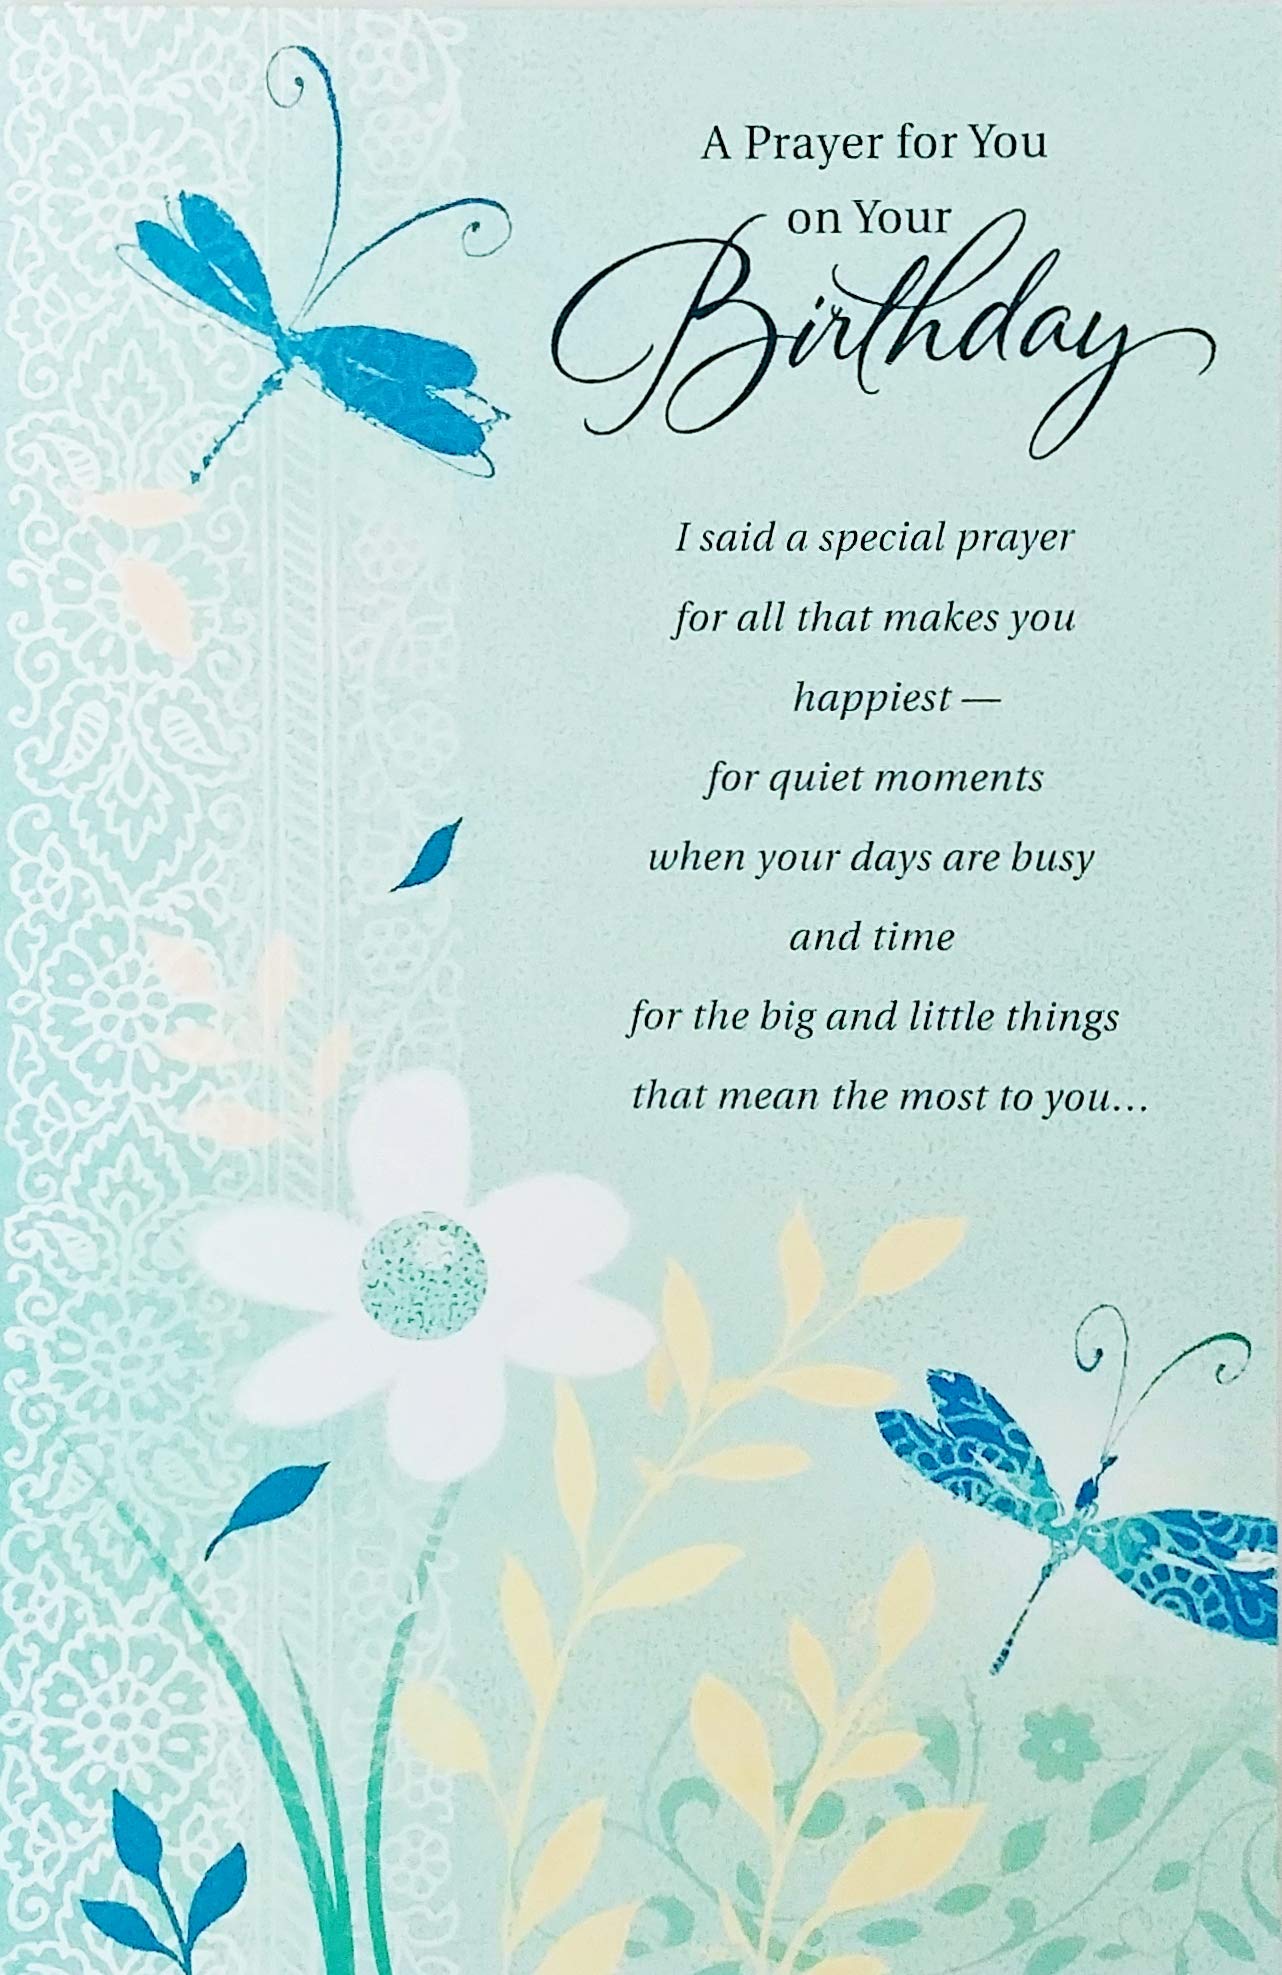 A Prayer for You
on Your
Birthday
I said a special prayer
for all that makes you
happiest —
for quiet moments
when your days are busy
and time
for the big and little things
that mean the most to you...